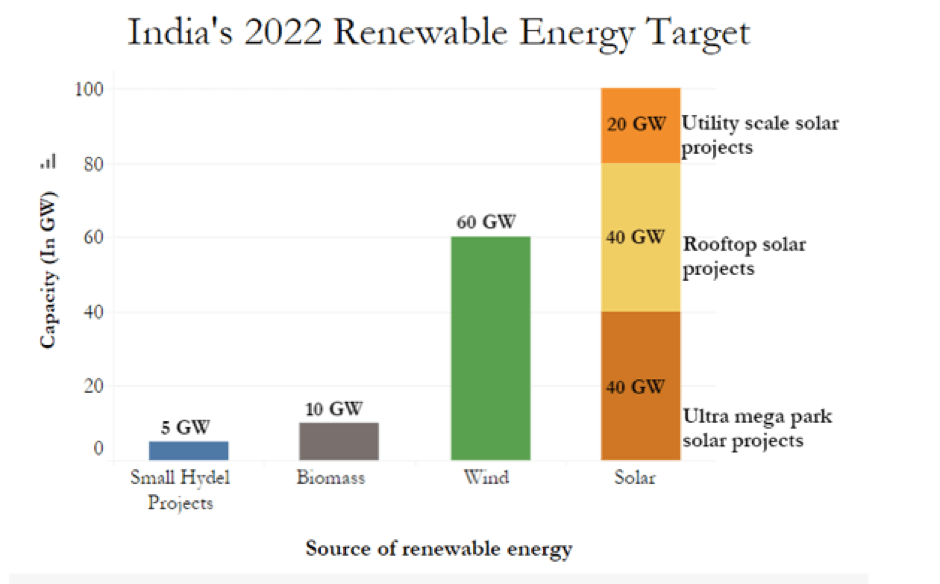 India's 2022 Renewable Energy Target
Capacity (In GW)
100
80
60
40
20
0
5 GW
10 GW
60 GW
20 GW
Utility scale solar
projects
40 GW
Rooftop solar
projects
40 GW
Ultra mega park
solar projects
Small Hydel
Projects
Biomass
Wind
Solar
Source of renewable energy